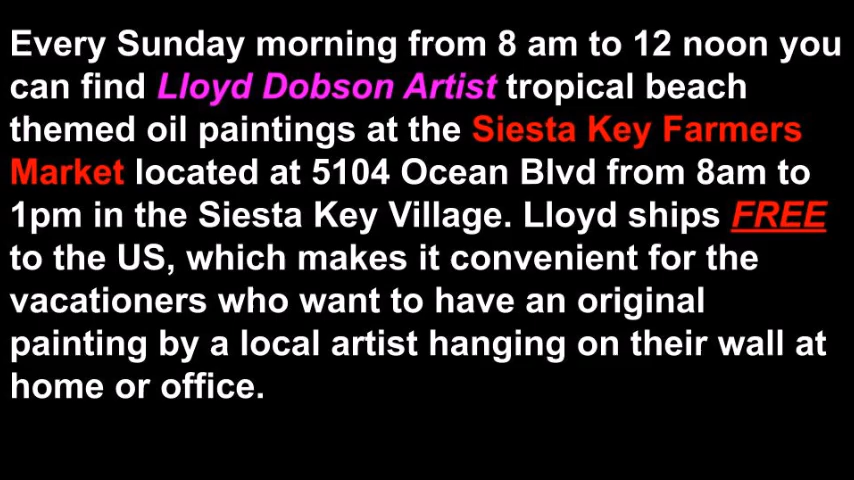 Every Sunday morning from 8 am to 12 noon you
can find Lloyd Dobson Artist tropical beach
themed oil paintings at the Siesta Key Farmers
Market located at 5104 Ocean Blvd from 8am to
1pm in the Siesta Key Village. Lloyd ships FREE
to the US, which makes it convenient for the
vacationers who want to have an original
painting by a local artist hanging on their wall at
home or office.